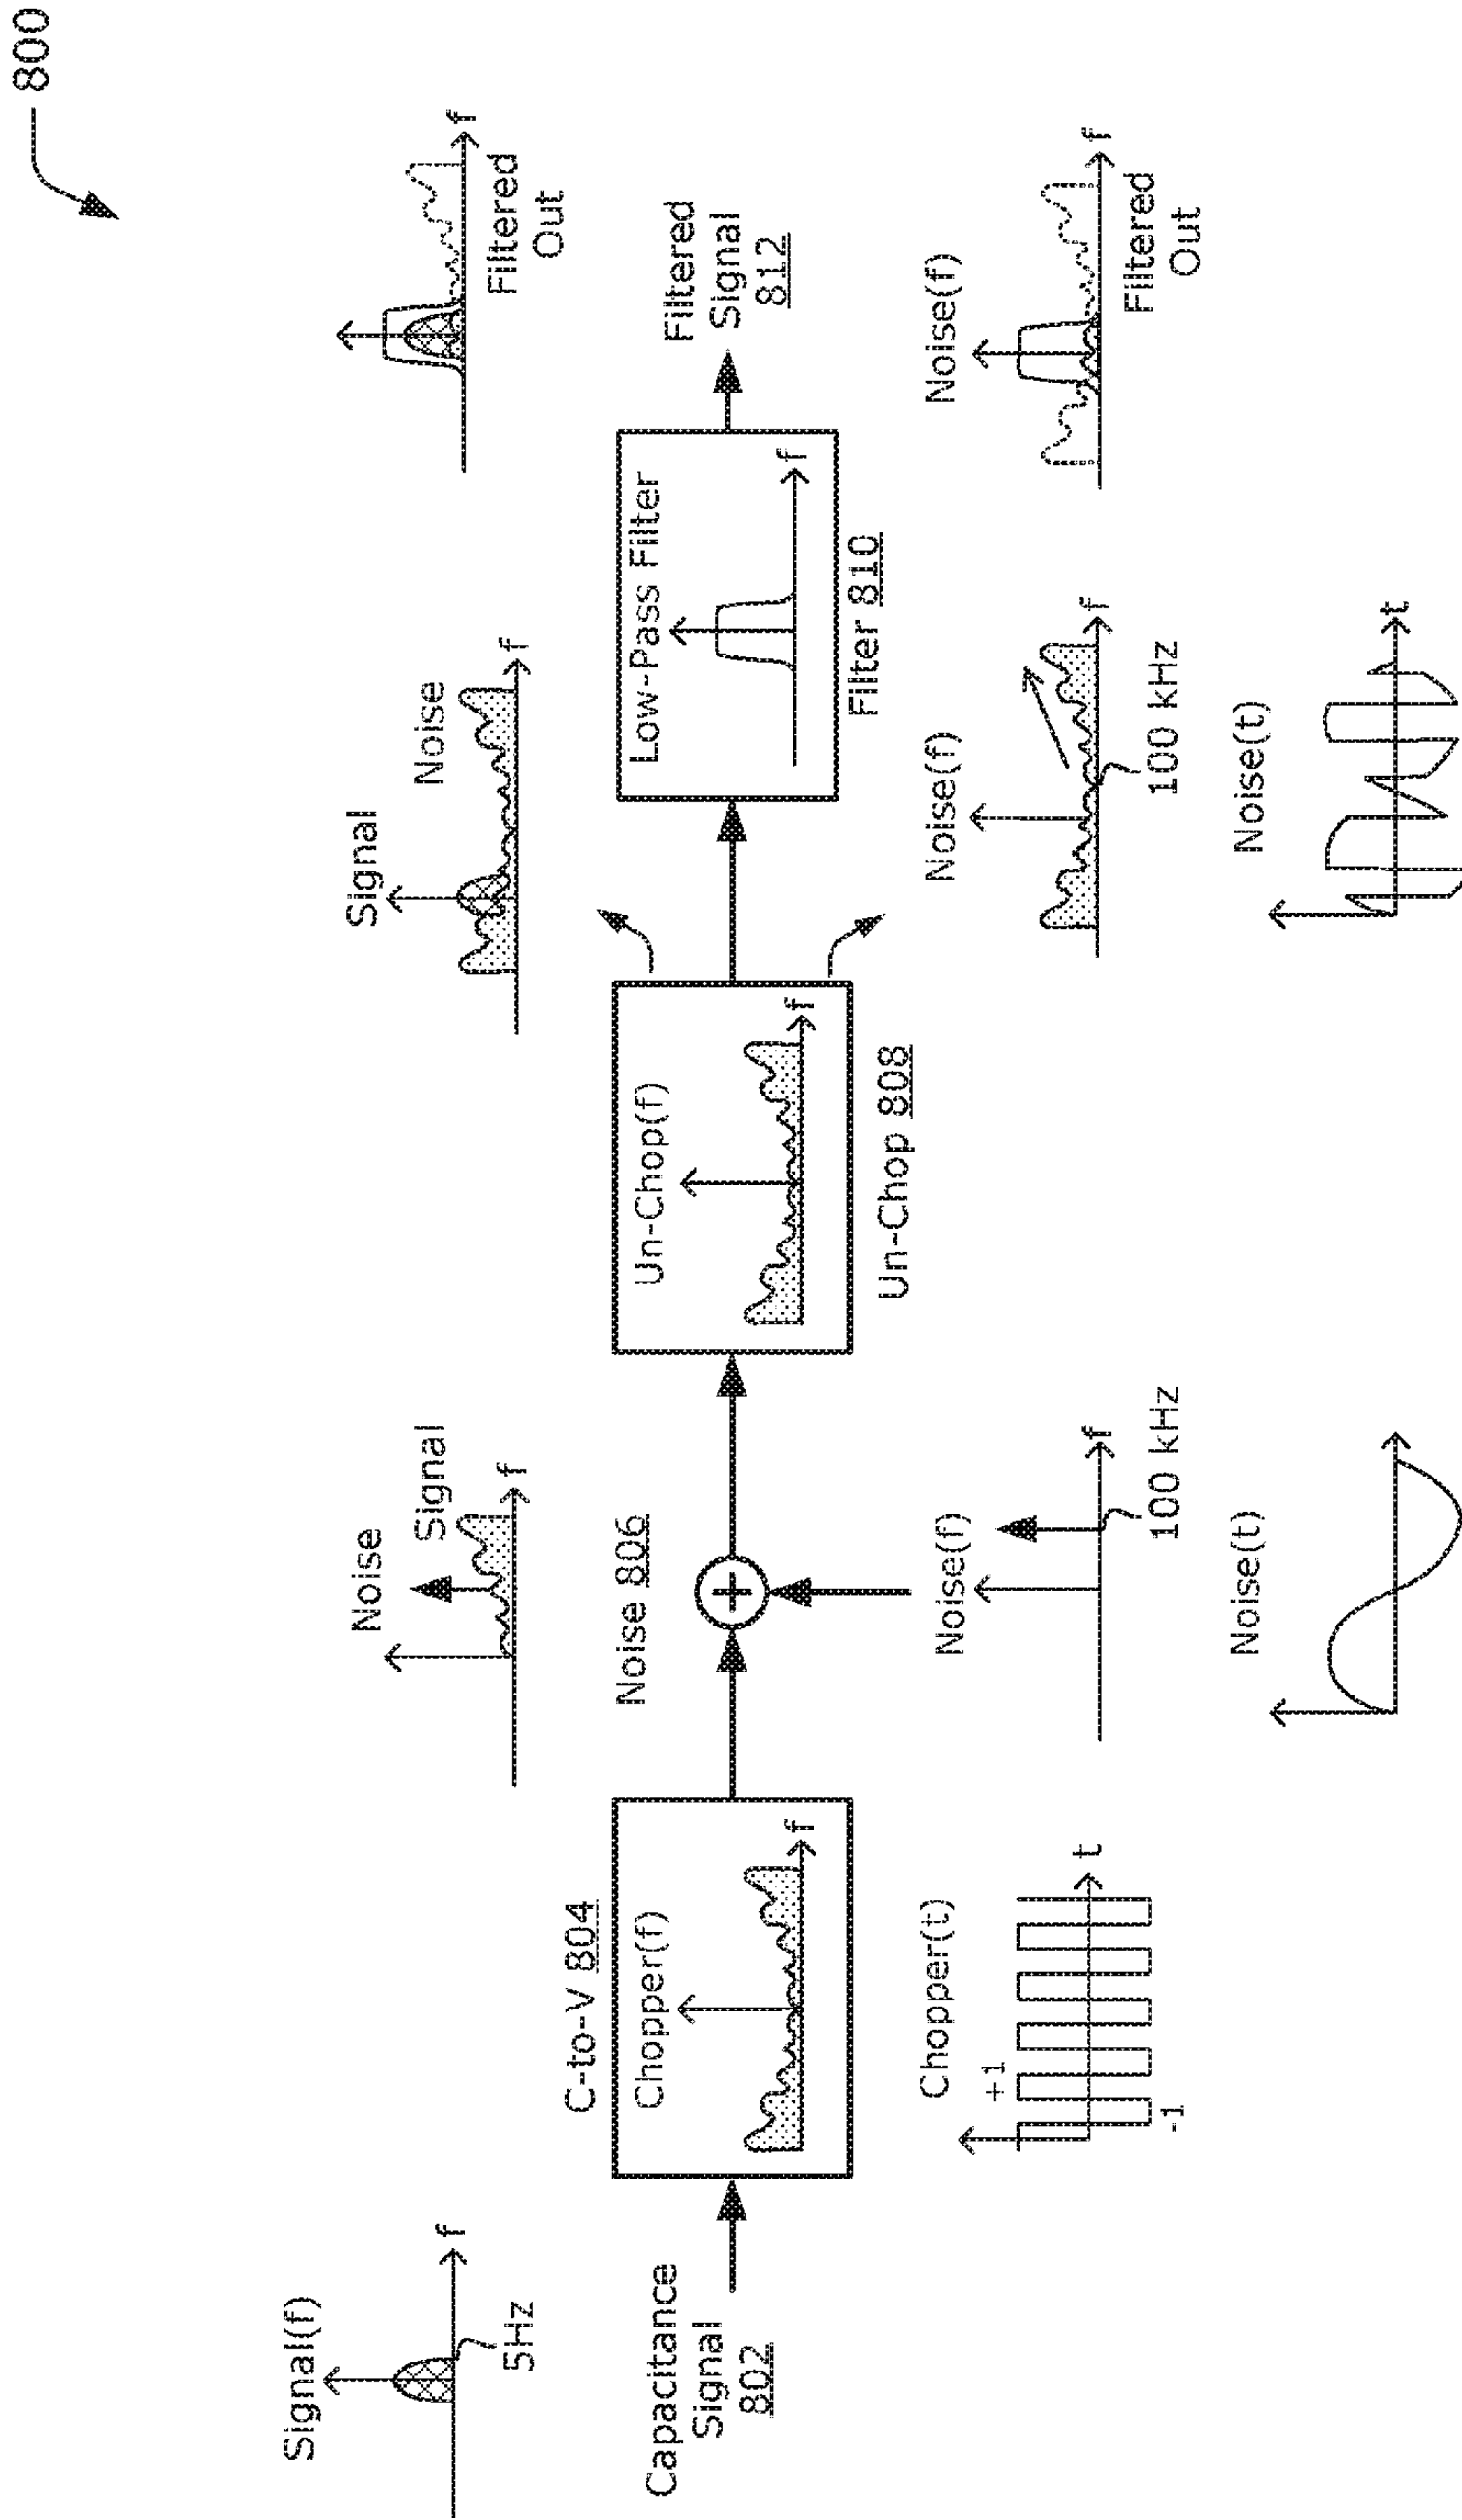 800
Signal(f)
f
5Hz
Capacitance
Signal
802
C-to-V 804
Chopper(f)
f
Chopper(t)
+1
-1
t
Noise
Signal
f
Noise 806
+
Noise(f)
f
100 kHz
Noise(t)
Un-Chop(f)
f
Un-Chop 808
Signal
Noise
f
Noise(f)
f
100 kHz
Noise(t)
t
Low-Pass Filter
f
Filter 810
f
Filtered
Out
Filtered
Signal
812
Noise(f)
f
Filtered
Out